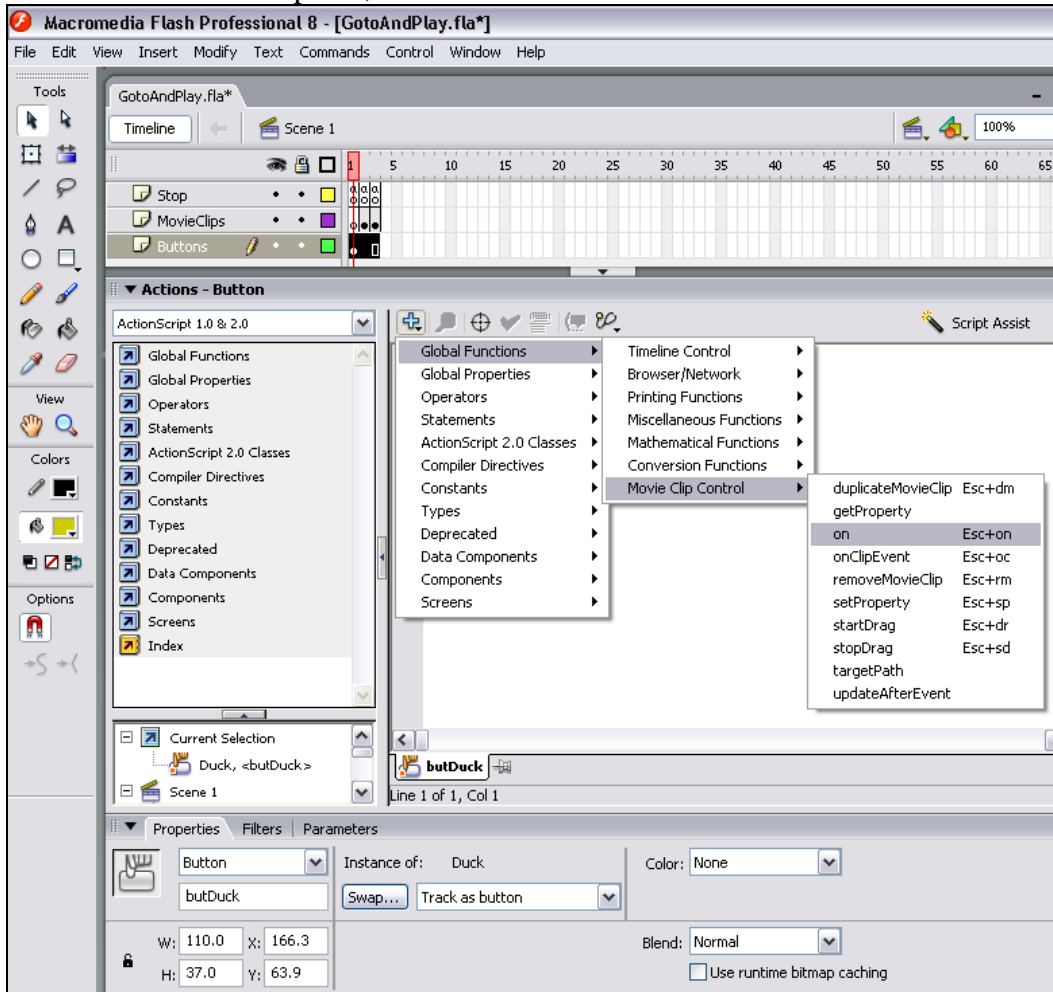 Macromedia Flash Professional 8 - [GotoAndPlay.fla*]
File Edit View Insert Modify Text Commands Control Window Help
Tools
GotoAndPlay.fla*
Timeline Scene 1 100%
1 5 10 15 20 25 30 35 40 45 50 55 60 65
Stop
MovieClips
Buttons
Actions - Button
ActionScript 1.0 & 2.0
Script Assist
Global Functions
Global Properties
Operators
Statements
ActionScript 2.0 Classes
Compiler Directives
Constants
Types
Deprecated
Data Components
Components
Screens
Index
Global Functions
Global Properties
Operators
Statements
ActionScript 2.0 Classes
Compiler Directives
Constants
Types
Deprecated
Data Components
Components
Screens
Timeline Control
Browser/Network
Printing Functions
Miscellaneous Functions
Mathematical Functions
Conversion Functions
Movie Clip Control
duplicateMovieClip Esc+dm
getProperty
on Esc+on
onClipEvent Esc+oc
removeMovieClip Esc+rm
setProperty Esc+sp
startDrag Esc+dr
stopDrag Esc+sd
targetPath
updateAfterEvent
View
Colors
Options
Current Selection
Duck, <butDuck>
Scene 1
butDuck
Line 1 of 1, Col 1
Properties Filters Parameters
Button Instance of: Duck Color: None
butDuck Swap... Track as button
W: 110.0 X: 166.3 Blend: Normal
H: 37.0 Y: 63.9 Use runtime bitmap caching